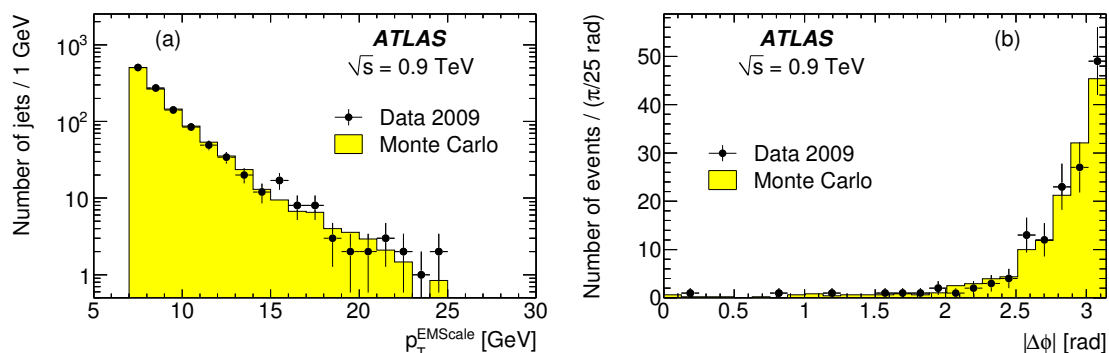 Number of jets / 1 GeV
10³
10²
10
1
(a)
ATLAS
√s = 0.9 TeV
Data 2009
Monte Carlo
5 10 15 20 25 30
p_T^EMScale [GeV]
Number of events / (π/25 rad)
50
40
30
20
10
0
ATLAS
(b)
√s = 0.9 TeV
Data 2009
Monte Carlo
0 0.5 1 1.5 2 2.5 3
|Δϕ| [rad]